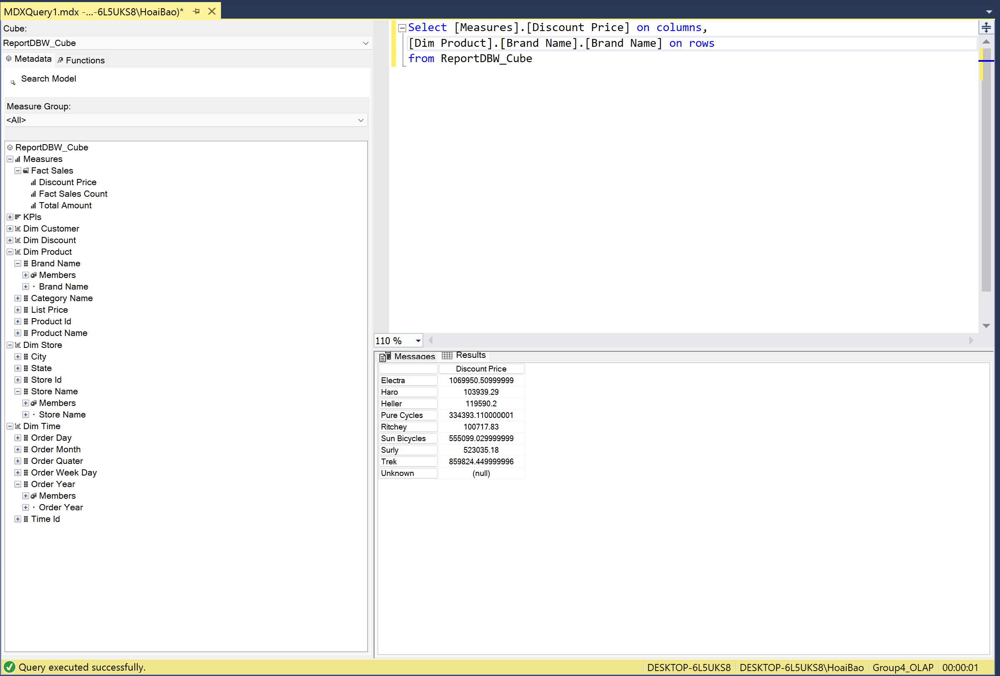 MDXQuery1.mdx -...-6L5UKS8\HoaiBao)*
Cube:
ReportDBW_Cube
Metadata
Functions
Search Model
Measure Group:
<All>
ReportDBW_Cube
Measures
Fact Sales
Discount Price
Fact Sales Count
Total Amount
KPIs
Dim Customer
Dim Discount
Dim Product
Brand Name
Members
Brand Name
Category Name
List Price
Product Id
Product Name
Dim Store
City
State
Store Id
Store Name
Members
Store Name
Dim Time
Order Day
Order Month
Order Quater
Order Week Day
Order Year
Members
Order Year
Time Id
Select [Measures].[Discount Price] on columns,
[Dim Product].[Brand Name].[Brand Name] on rows
from ReportDBW_Cube
110 %
Messages Results
Discount Price
Electra 1069950.50999999
Haro 103939.29
Heller 119590.2
Pure Cycles 334393.110000001
Ritchey 100717.83
Sun Bicycles 555099.029999999
Surly 523035.18
Trek 859824.449999996
Unknown (null)
Query executed successfully. DESKTOP-6L5UKS8 DESKTOP-6L5UKS8\HoaiBao Group4_OLAP 00:00:01